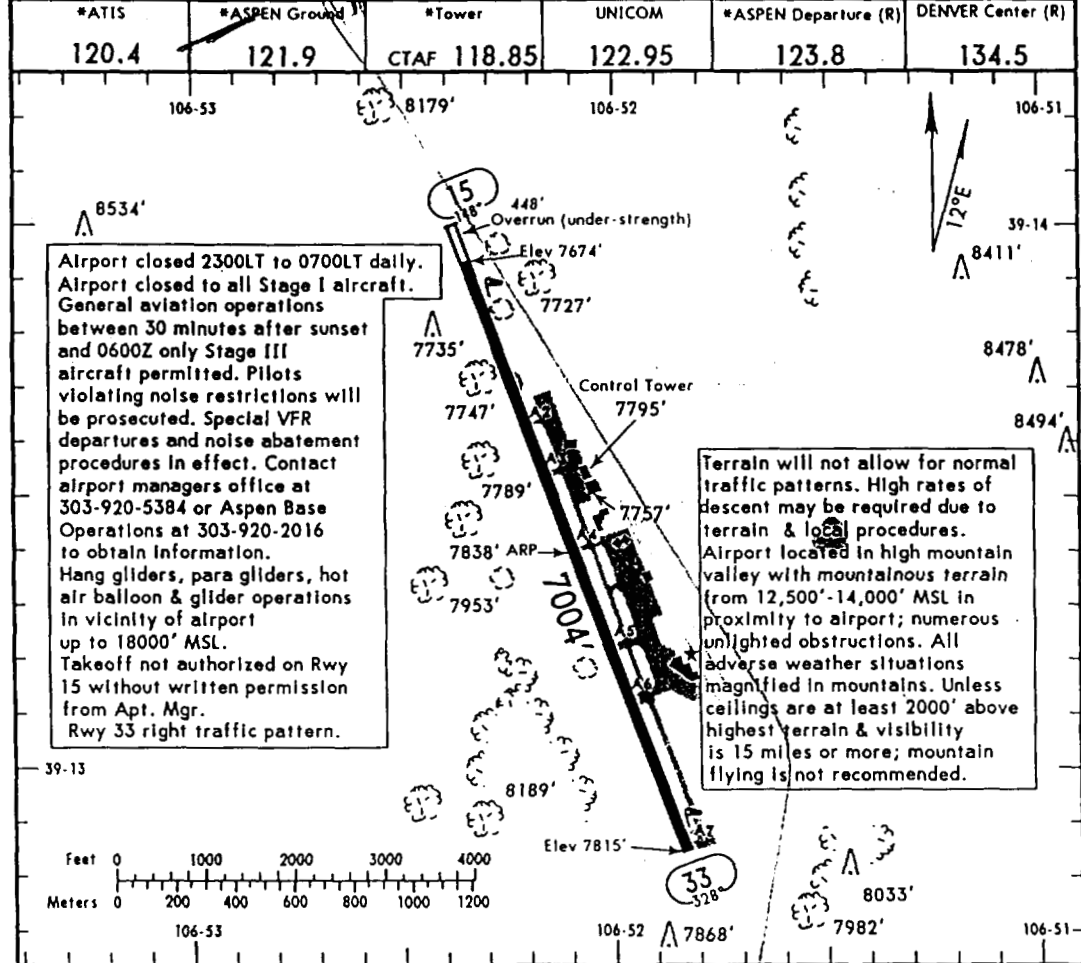 *ATIS
120.4
*ASPEN Ground
121.9
*Tower
CTAF 118.85
UNICOM
122.95
*ASPEN Departure (R)
123.8
DENVER Center (R)
134.5
106-53
8179'
106-52
106-51
12°E
8534'
15
148°
448'
Overrun (under-strength)
39-14
Elev 7674'
8411'
7727'
Airport closed 2300LT to 0700LT daily.
Airport closed to all Stage I aircraft.
General aviation operations
between 30 minutes after sunset
and 0600Z only Stage III
aircraft permitted. Pilots
violating noise restrictions will
be prosecuted. Special VFR
departures and noise abatement
procedures in effect. Contact
airport managers office at
303-920-5384 or Aspen Base
Operations at 303-920-2016
to obtain information.
Hang gliders, para gliders, hot
air balloon & glider operations
in vicinity of airport
up to 18000' MSL.
Takeoff not authorized on Rwy
15 without written permission
from Apt. Mgr.
Rwy 33 right traffic pattern.
7735'
8478'
Control Tower
7795'
7747'
A2
8494'
7789'
7757'
7838'
ARP
7953'
7004'
A5
A6
Terrain will not allow for normal
traffic patterns. High rates of
descent may be required due to
terrain & local procedures.
Airport located in high mountain
valley with mountainous terrain
from 12,500'-14,000' MSL in
proximity to airport; numerous
unlighted obstructions. All
adverse weather situations
magnified in mountains. Unless
ceilings are at least 2000' above
highest terrain & visibility
is 15 miles or more; mountain
flying is not recommended.
39-13
8189'
A7
Elev 7815'
33
328°
Feet 0 1000 2000 3000 4000
Meters 0 200 400 600 800 1000 1200
8033'
7982'
7868'
106-53
106-52
106-51